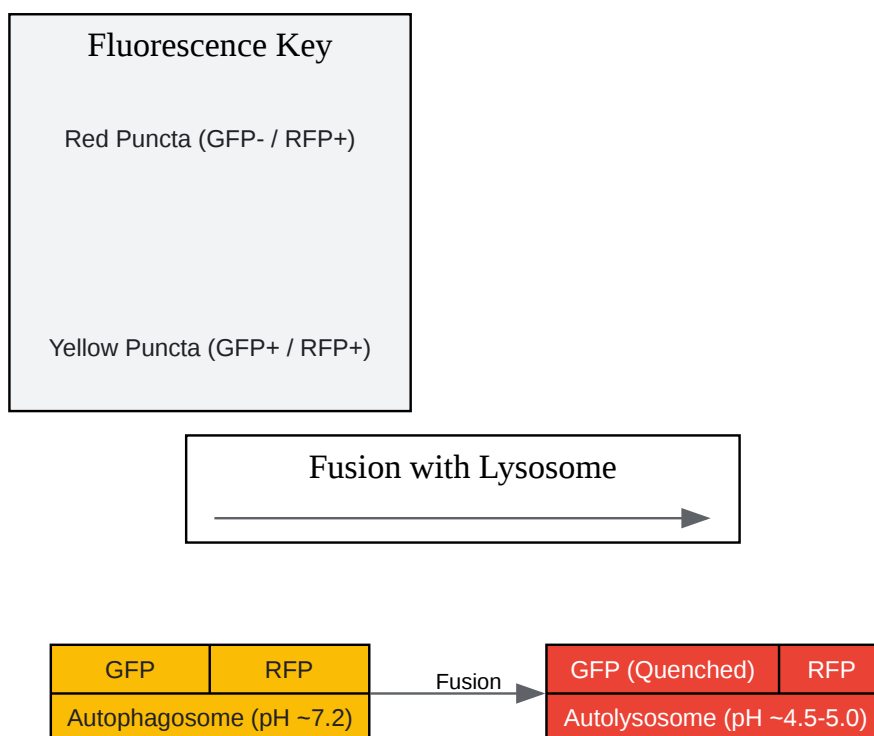 Fluorescence Key
Red Puncta (GFP- / RFP+)
Yellow Puncta (GFP+ / RFP+)
Fusion with Lysosome
GFP
RFP
Autophagosome (pH ~7.2)
Fusion
GFP (Quenched)
RFP
Autolysosome (pH ~4.5-5.0)